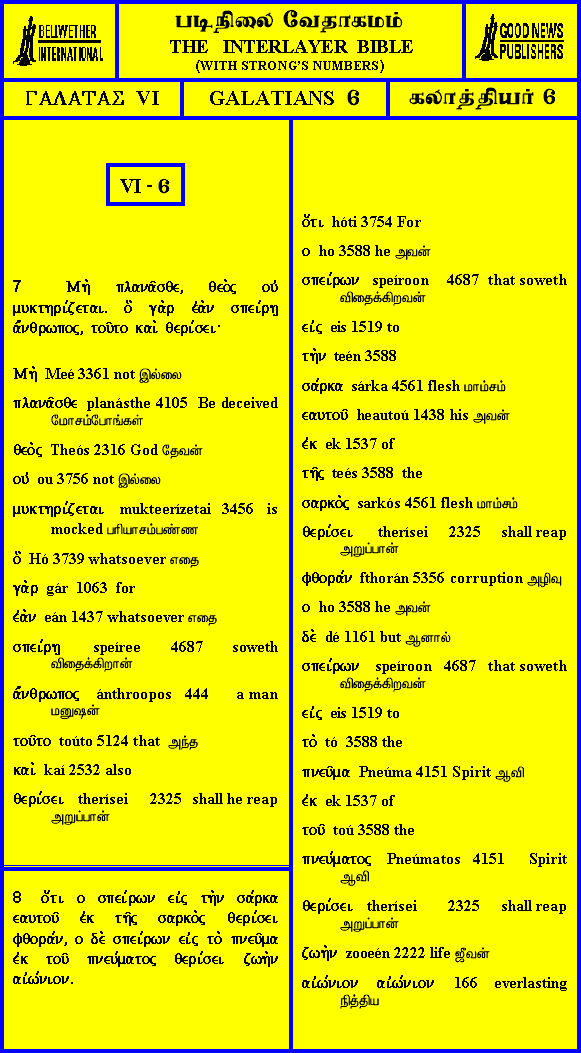 BELLWETHER
INTERNATIONAL
படிநிலை வேதாகமம்
THE INTERLAYER BIBLE
(WITH STRONG'S NUMBERS)
GOOD NEWS
PUBLISHERS
ΓΑΛΑΤΑΣ VI
GALATIANS 6
கலாத்தியர் 6
VI - 6
7 Μὴ πλανᾶσθε, θεὸς οὐ
μυκτηρίζεται. ὃ γὰρ ἐὰν σπείρῃ
ἄνθρωπος, τοῦτο καὶ θερίσει·
Μὴ Meé 3361 not இல்லை
πλανᾶσθε planásthe 4105 Be deceived
மோசம்போங்கள்
θεὸς Theós 2316 God தேவன்
οὐ ou 3756 not இல்லை
μυκτηρίζεται mukteerízetai 3456 is
mocked பரியாசம்பண்ண
ὃ Hó 3739 whatsoever எதை
γὰρ gár 1063 for
ἐὰν eán 1437 whatsoever எதை
σπείρῃ speíree 4687 soweth
விதைக்கிறான்
ἄνθρωπος ánthroopos 444 a man
மனுஷன்
τοῦτο toúto 5124 that அந்த
καὶ kaí 2532 also
θερίσει therísei 2325 shall he reap
அறுப்பான்
8 ὅτι ο σπείρων εἰς τὴν σάρκα
εαυτοῦ ἐκ τῆς σαρκὸς θερίσει
φθοράν, ο δὲ σπείρων εἰς τὸ πνεῦμα
ἐκ τοῦ πνεύματος θερίσει ζωὴν
αἰώνιον.
ὅτι hóti 3754 For
ο ho 3588 he அவன்
σπείρων speíroon 4687 that soweth
விதைக்கிறவன்
εἰς eis 1519 to
τὴν teén 3588
σάρκα sárka 4561 flesh மாம்சம்
εαυτοῦ heautoú 1438 his அவன்
ἐκ ek 1537 of
τῆς teés 3588 the
σαρκὸς sarkós 4561 flesh மாம்சம்
θερίσει therísei 2325 shall reap
அறுப்பான்
φθοράν fthorán 5356 corruption அழிவு
ο ho 3588 he அவன்
δὲ dé 1161 but ஆனால்
σπείρων speíroon 4687 that soweth
விதைக்கிறவன்
εἰς eis 1519 to
τὸ tó 3588 the
πνεῦμα Pneúma 4151 Spirit ஆவி
ἐκ ek 1537 of
τοῦ toú 3588 the
πνεύματος Pneúmatos 4151 Spirit
ஆவி
θερίσει therísei 2325 shall reap
அறுப்பான்
ζωὴν zooeén 2222 life ஜீவன்
αἰώνιον αἰώνιον 166 everlasting
நித்திய